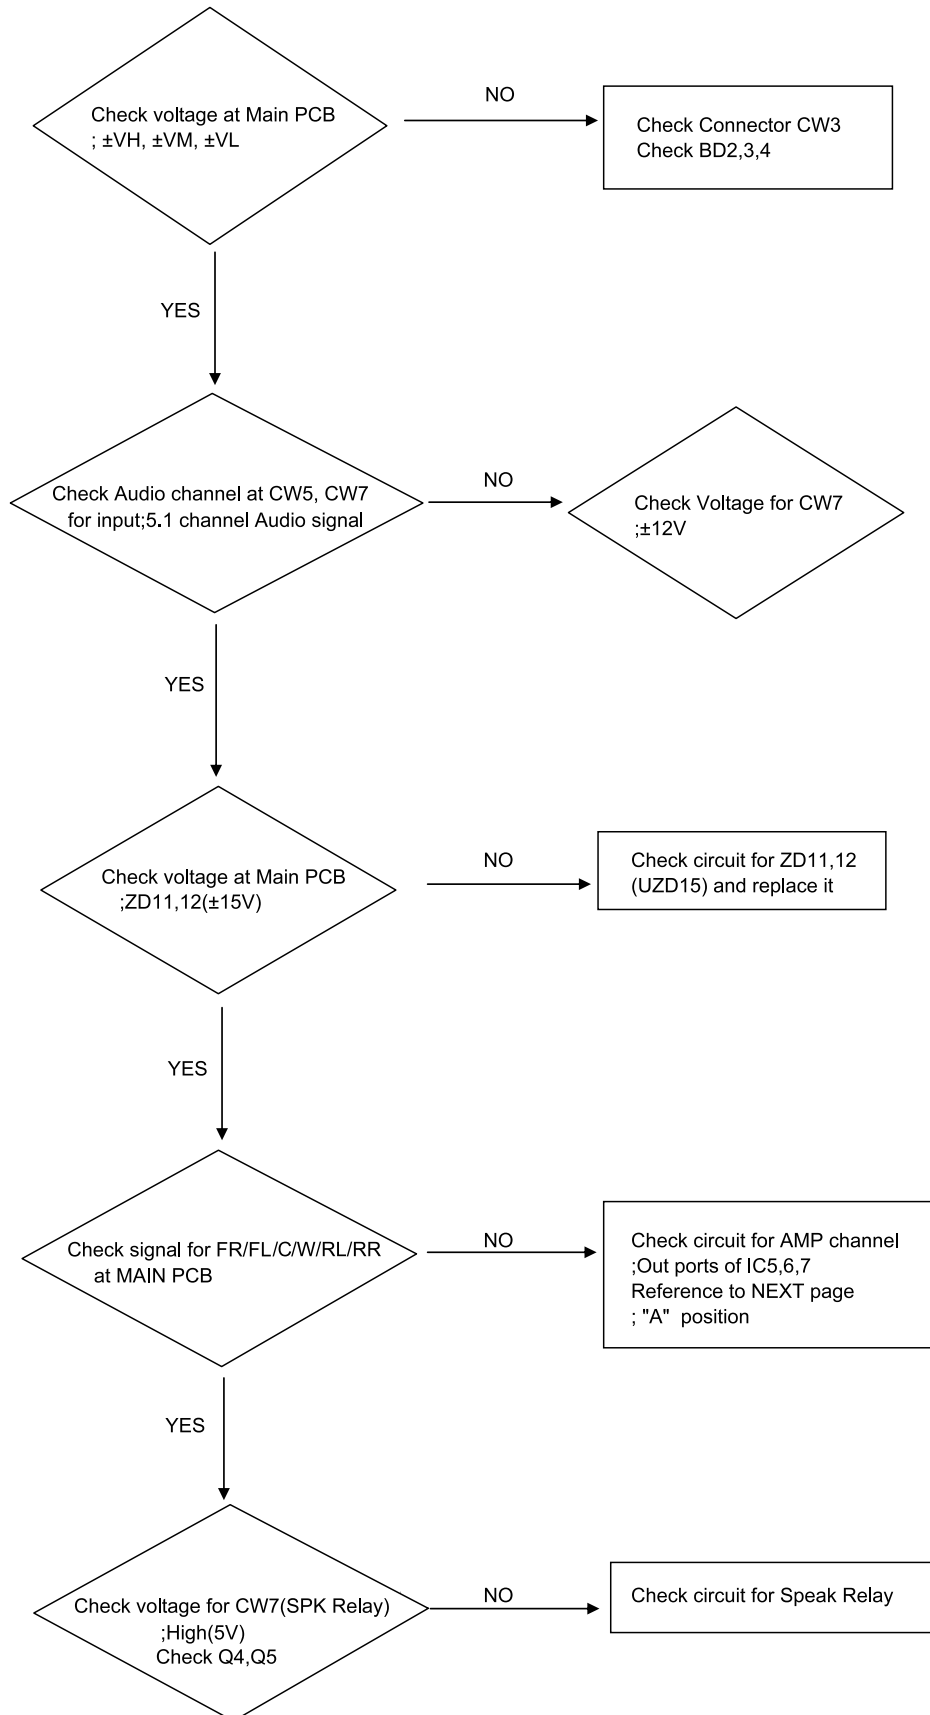 Check voltage at Main PCB
; ±VH, ±VM, ±VL
NO
Check Connector CW3
Check BD2,3,4
YES
Check Audio channel at CW5, CW7
for input;5.1 channel Audio signal
NO
Check Voltage for CW7
;±12V
YES
Check voltage at Main PCB
;ZD11,12(±15V)
NO
Check circuit for ZD11,12
(UZD15) and replace it
YES
Check signal for FR/FL/C/W/RL/RR
at MAIN PCB
NO
Check circuit for AMP channel
;Out ports of IC5,6,7
Reference to NEXT page
; "A" position
YES
Check voltage for CW7(SPK Relay)
;High(5V)
Check Q4,Q5
NO
Check circuit for Speak Relay